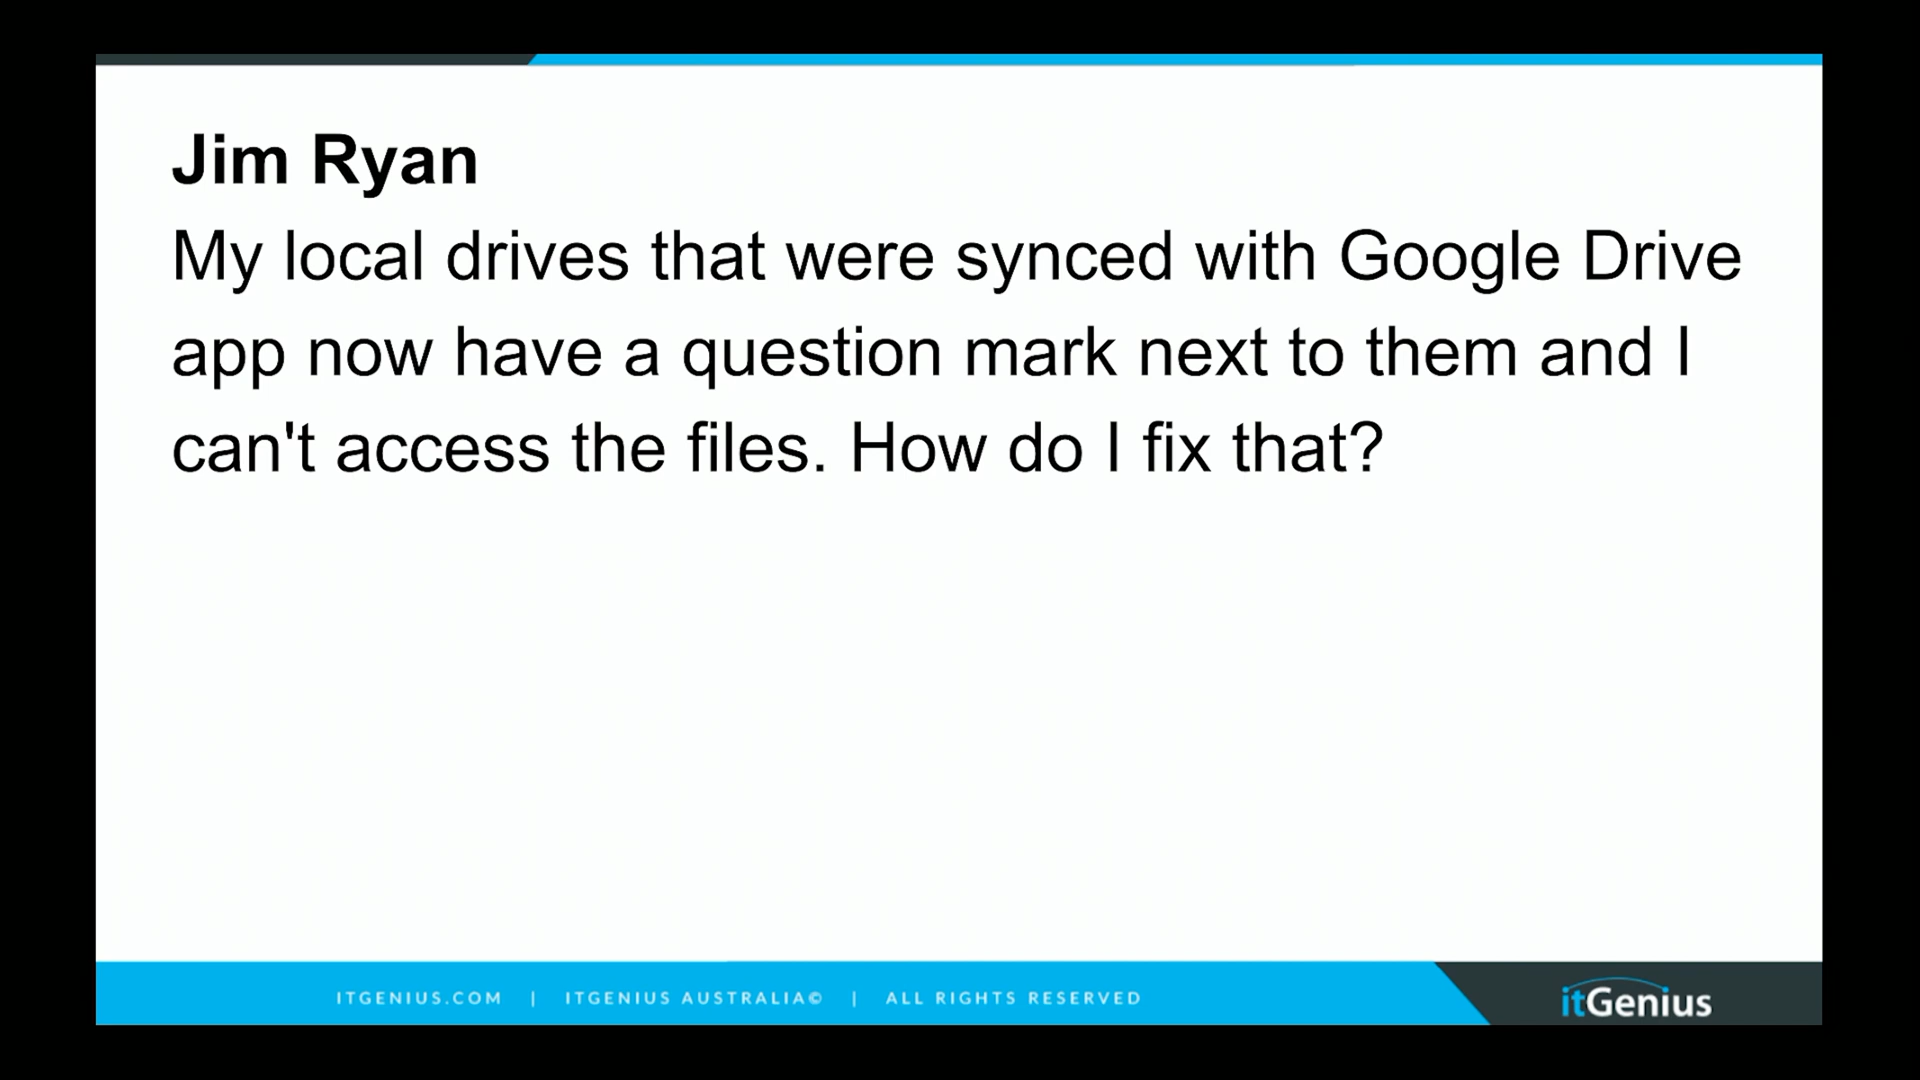 Jim Ryan
My local drives that were synced with Google Drive
app now have a question mark next to them and I
can't access the files. How do I fix that?
ITGENIUS.COM | ITGENIUS AUSTRALIA© | ALL RIGHTS RESERVED
itGenius